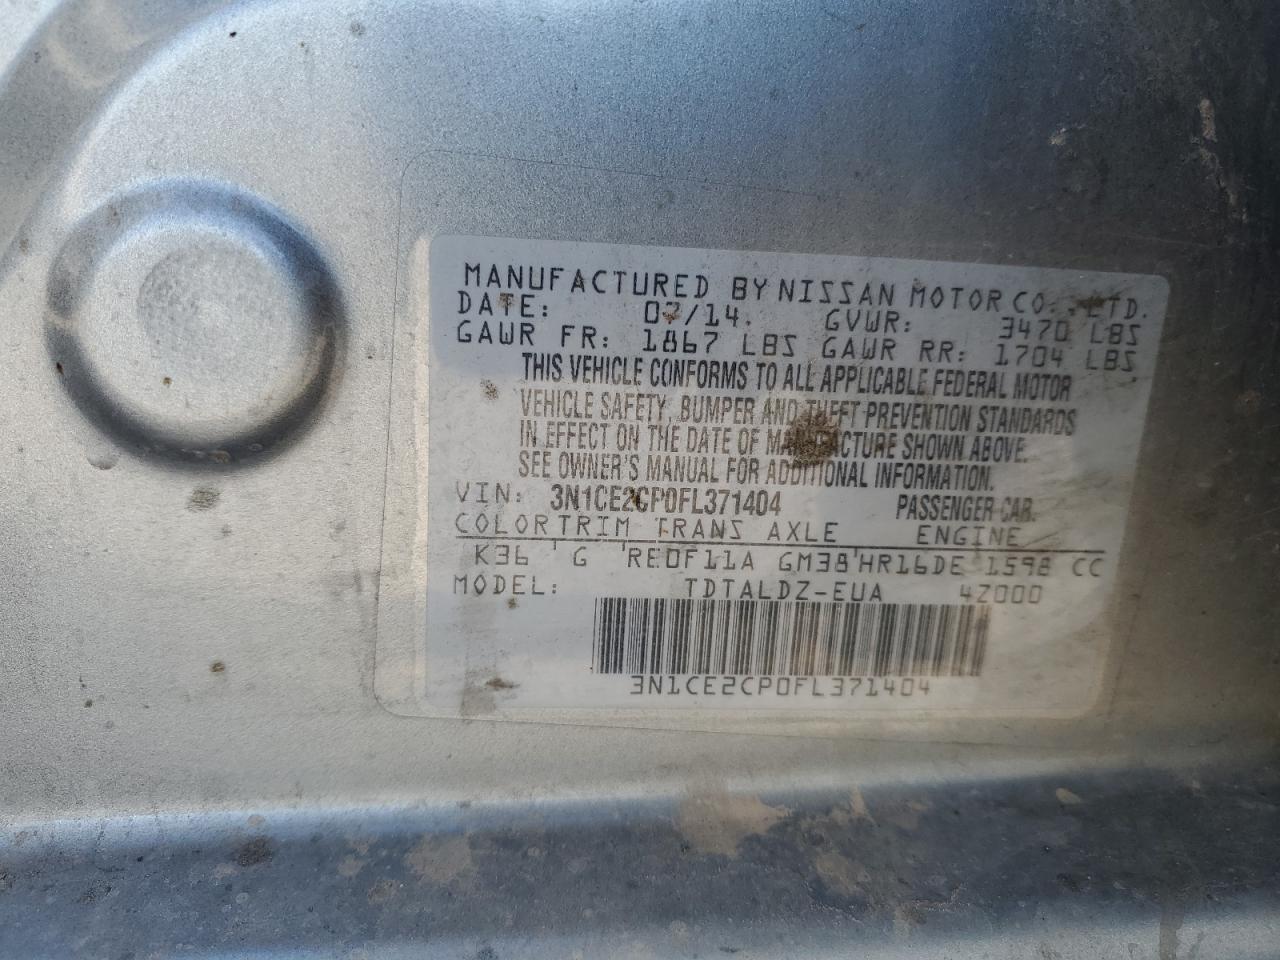 MANUFACTURED BY NISSAN MOTOR CO., LTD.
DATE: 07/14. GVWR: 3470 LBS
GAWR FR: 1867 LBS GAWR RR: 1704 LBS
THIS VEHICLE CONFORMS TO ALL APPLICABLE FEDERAL MOTOR
VEHICLE SAFETY, BUMPER AND THEFT PREVENTION STANDARDS
IN EFFECT ON THE DATE OF MANUFACTURE SHOWN ABOVE.
SEE OWNER'S MANUAL FOR ADDITIONAL INFORMATION.
VIN: 3N1CE2CP0FL371404 PASSENGER CAR.
COLOR TRIM TRANS AXLE ENGINE
K36 ' G 'RE0F11A GM38'HR16DE 1598 CC
MODEL: TDTALDZ-EUA 4Z000
3N1CE2CP0FL371404